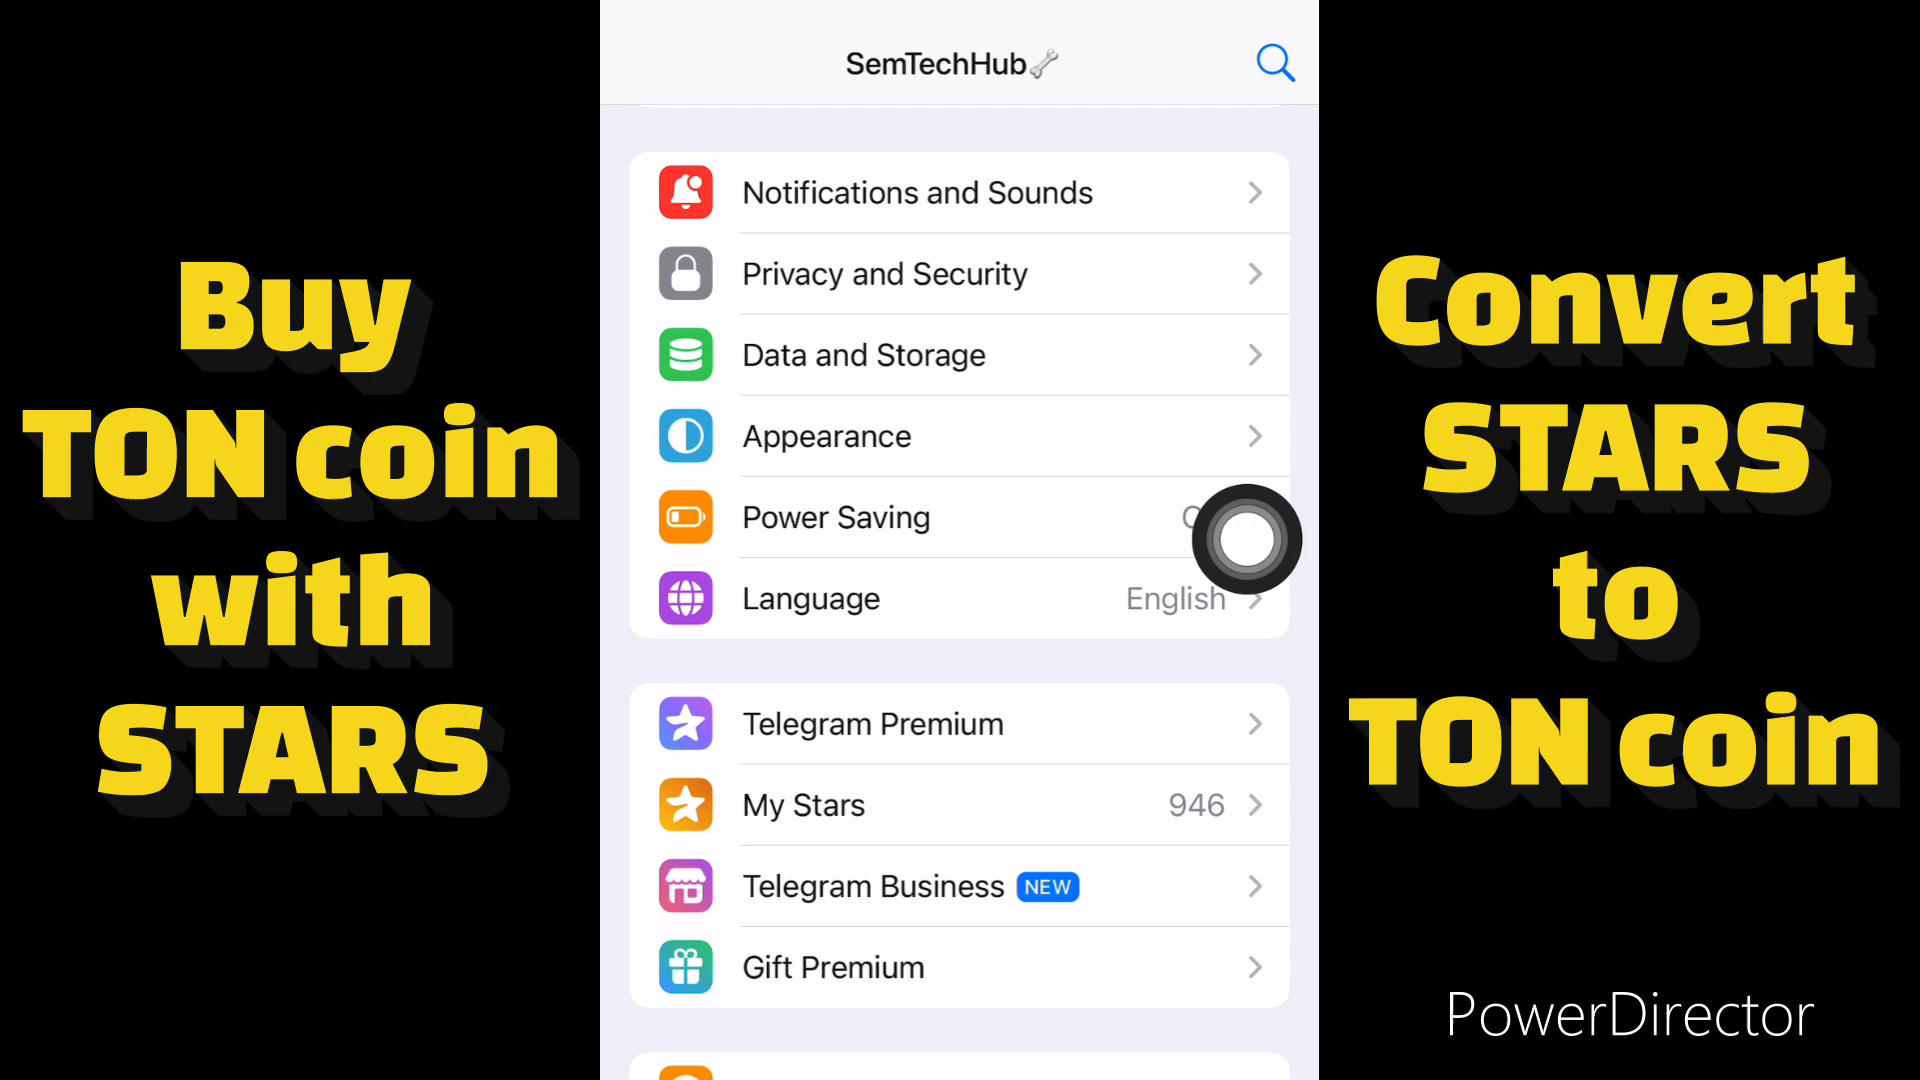 Buy
TON coin
with
STARS
SemTechHub🔧
Notifications and Sounds
Privacy and Security
Data and Storage
Appearance
Power Saving
Language English
Telegram Premium
My Stars 946
Telegram Business NEW
Gift Premium
Convert
STARS
to
TON coin
PowerDirector